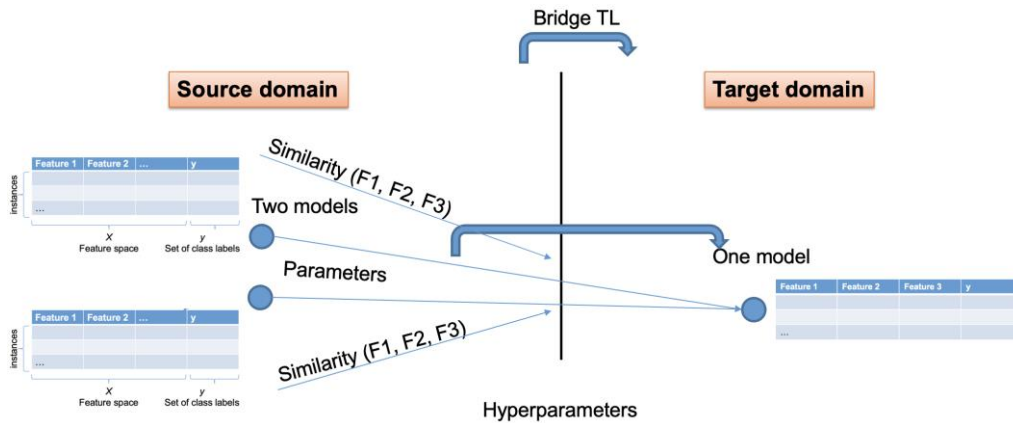 Bridge TL
Source domain
Target domain
Feature 1 Feature 2 ... y
instances
...
X
Feature space
y
Set of class labels
Similarity (F1, F2, F3)
Two models
Parameters
One model
Feature 1 Feature 2 Feature 3 y
...
Feature 1 Feature 2 ... y
instances
...
X
Feature space
y
Set of class labels
Similarity (F1, F2, F3)
Hyperparameters